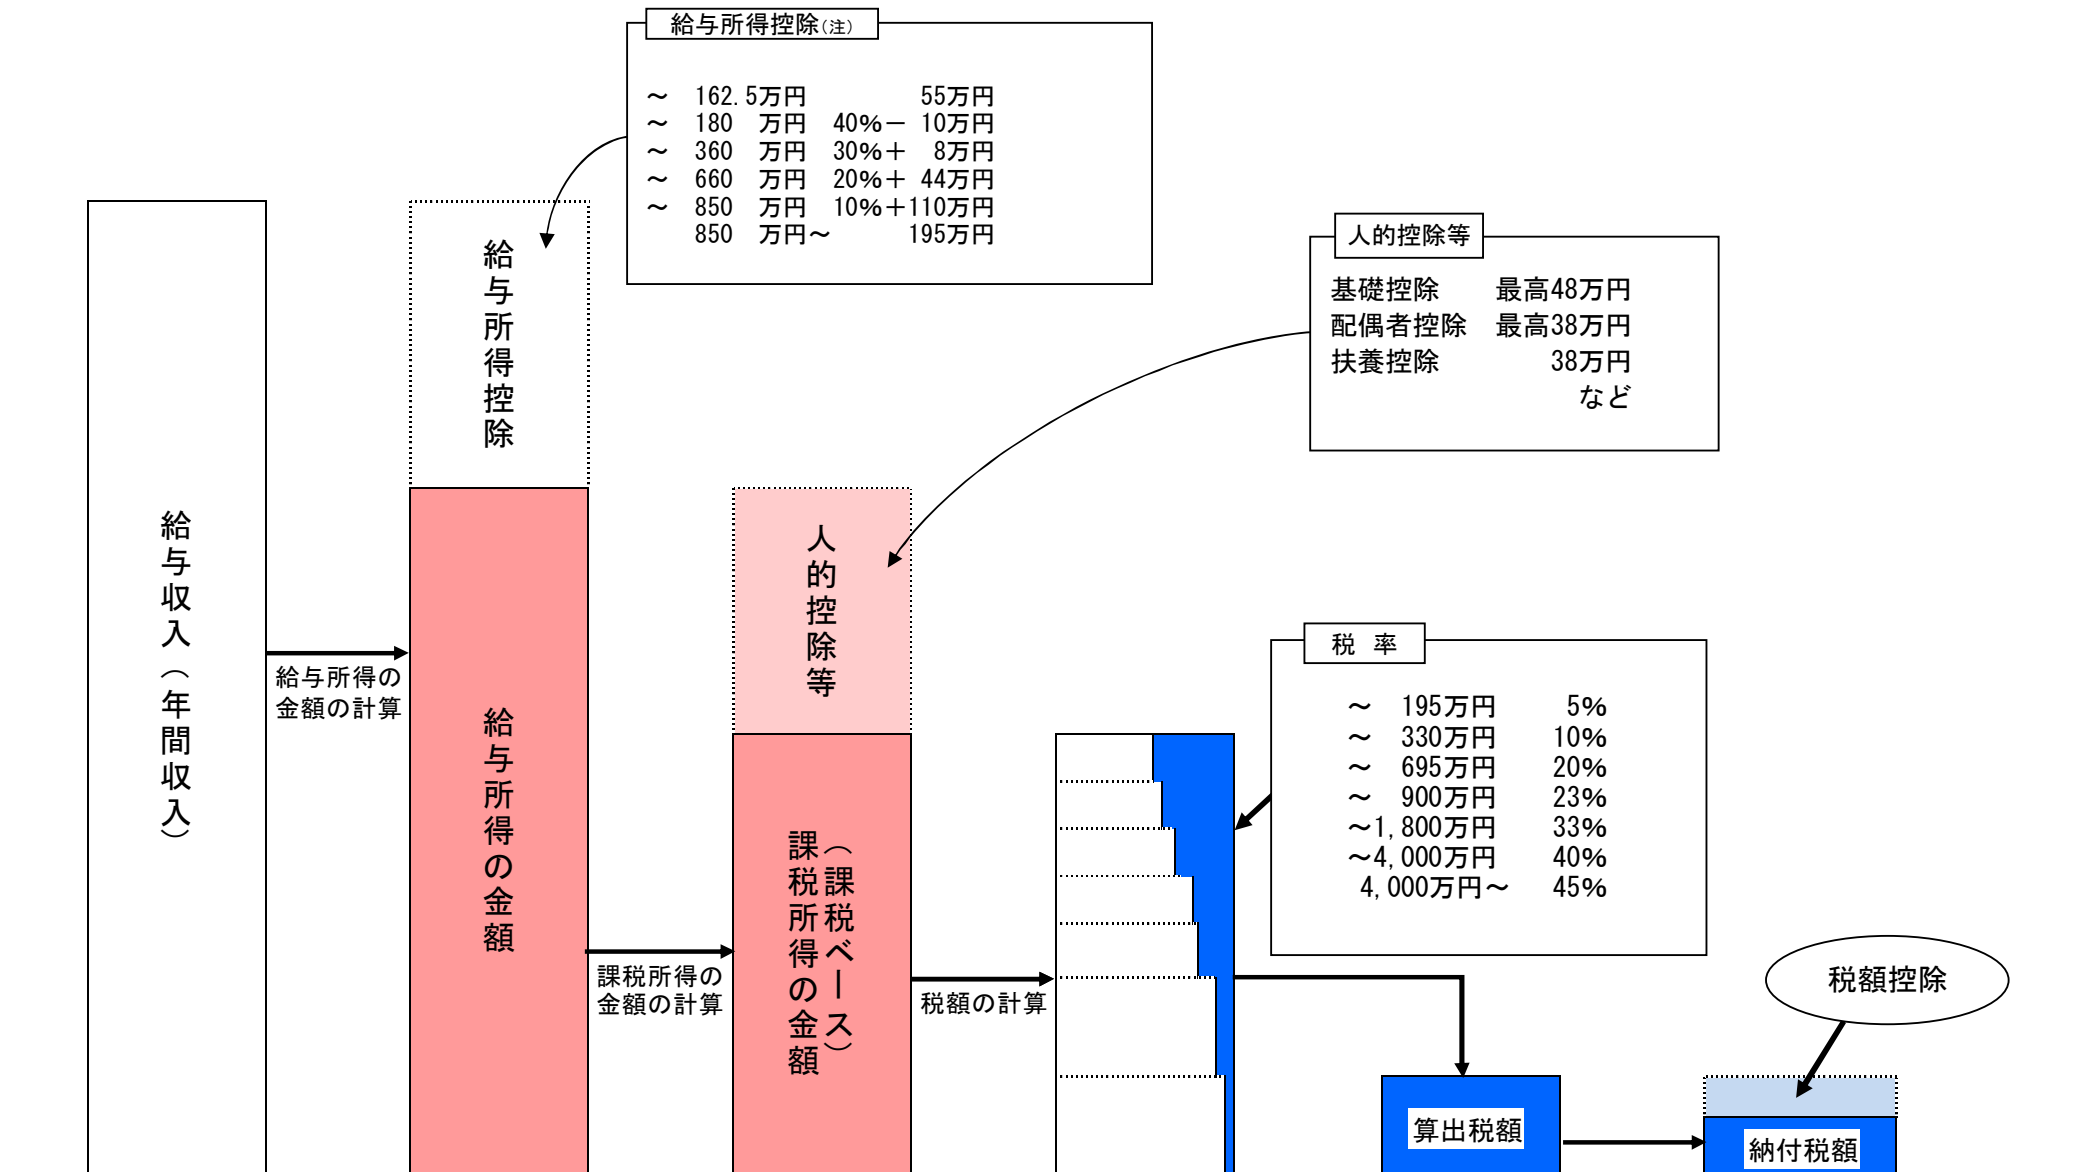 給与所得控除(注)
～ 162.5万円 55万円
～ 180 万円 40%－ 10万円
～ 360 万円 30%＋ 8万円
～ 660 万円 20%＋ 44万円
～ 850 万円 10%＋110万円
850 万円～ 195万円
人的控除等
基礎控除 最高48万円
配偶者控除 最高38万円
扶養控除 38万円
など
給与収入（年間収入）
給与所得の
金額の計算
給与所得控除
給与所得の金額
課税所得の
金額の計算
人的控除等
（課税ベース）
課税所得の金額
税額の計算
税 率
～ 195万円 5%
～ 330万円 10%
～ 695万円 20%
～ 900万円 23%
～1,800万円 33%
～4,000万円 40%
4,000万円～ 45%
税額控除
算出税額
納付税額